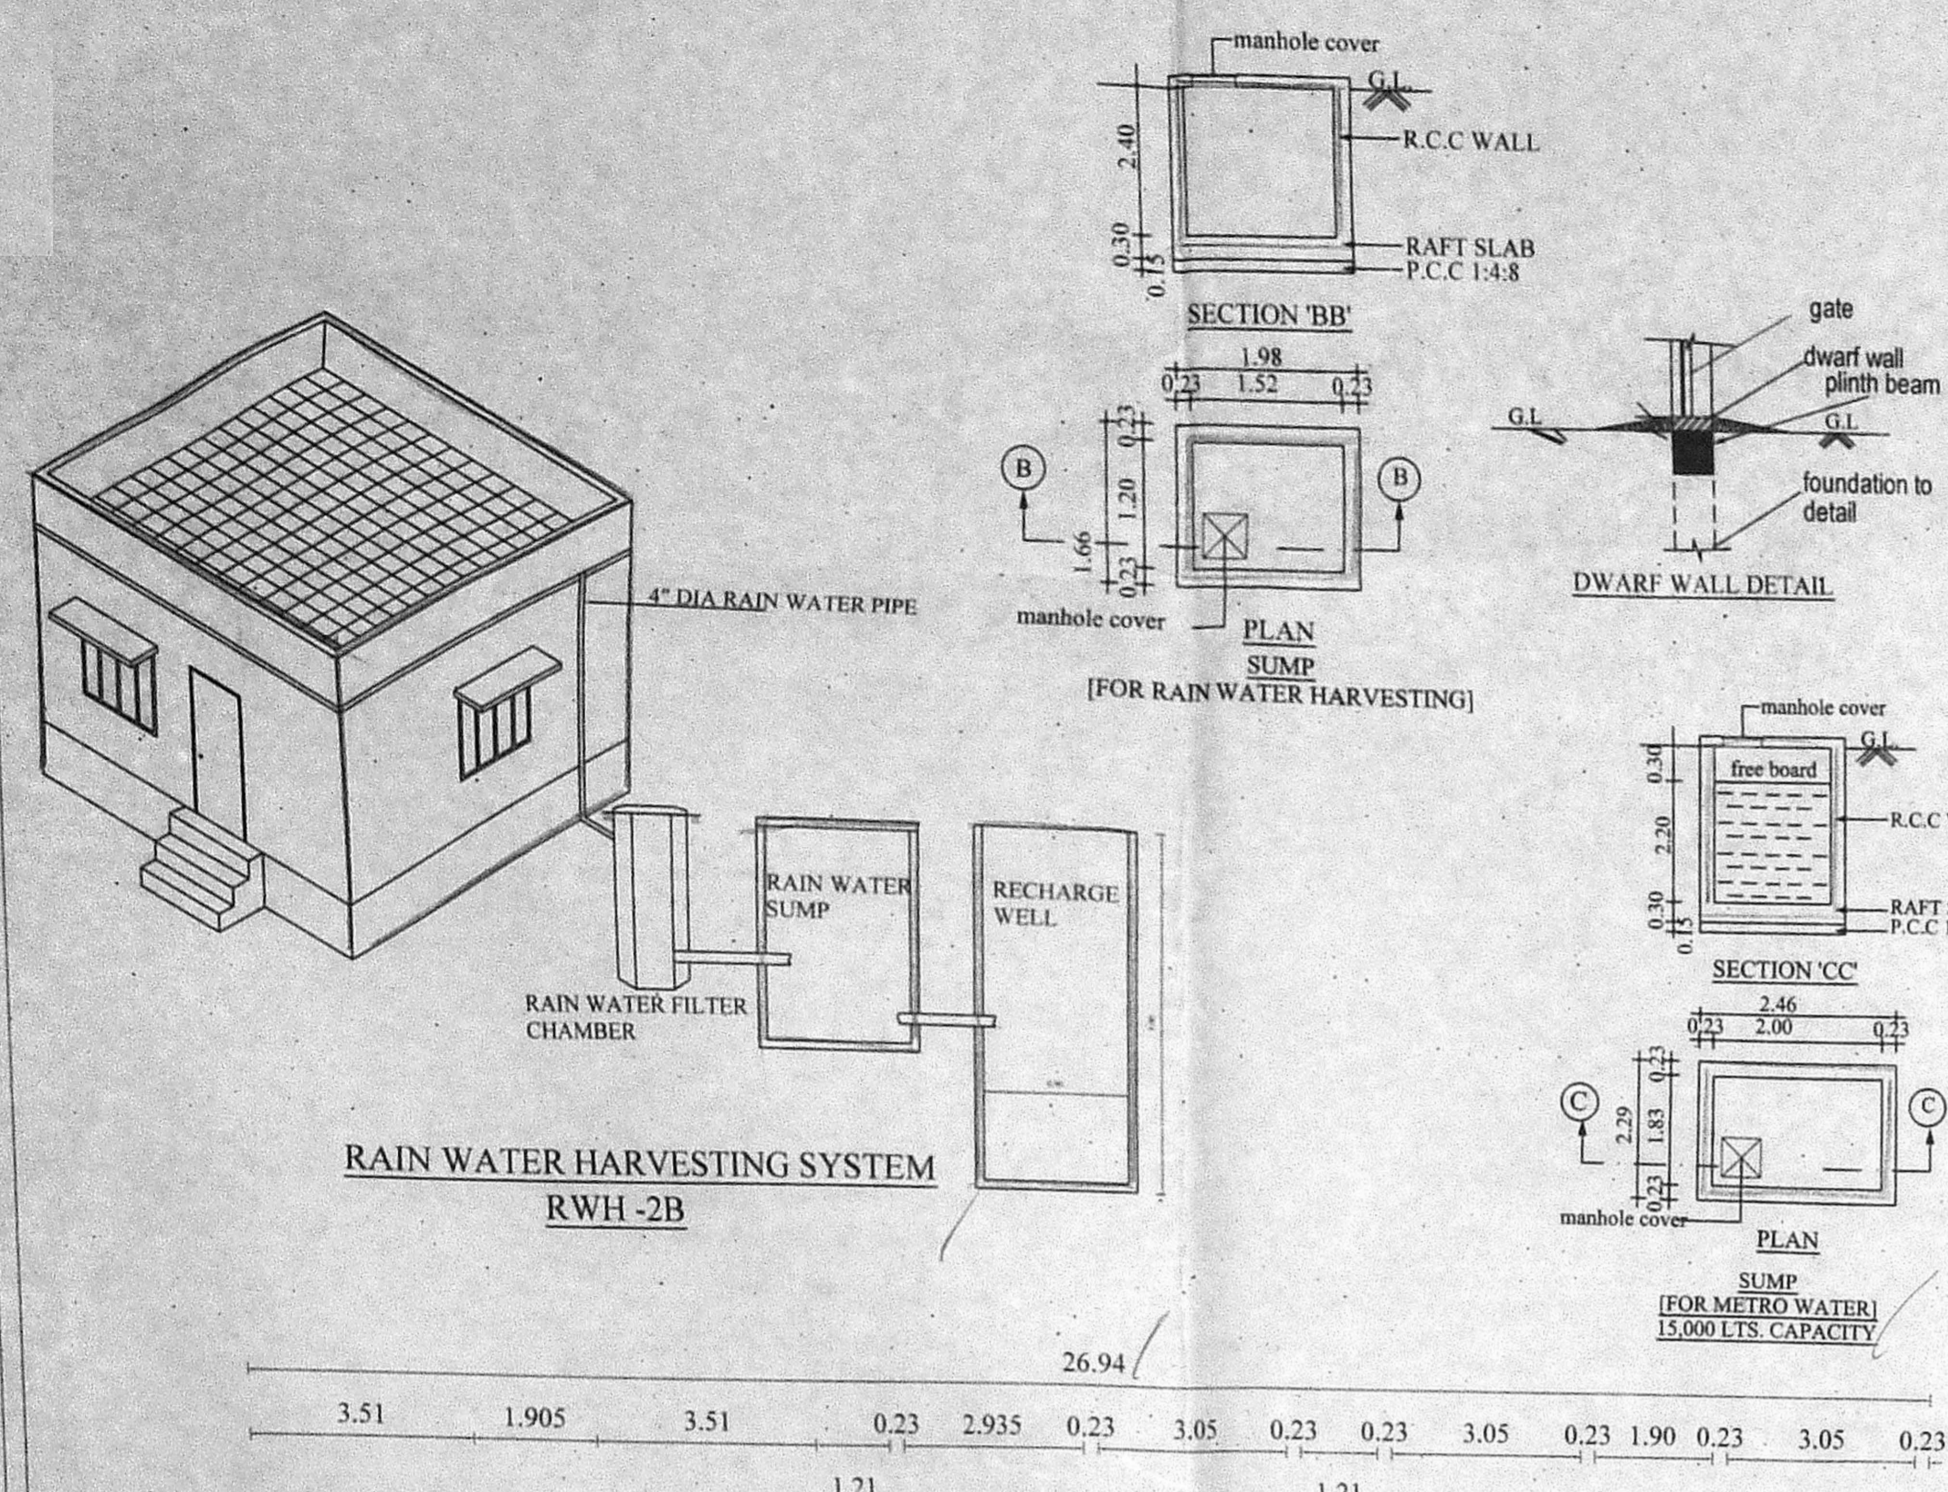 manhole cover
G.L.
2.40
R.C.C WALL
0.30
RAFT SLAB
0.15
P.C.C 1:4:8
SECTION 'BB'
1.98
0.23 1.52 0.23
0.23
1.20
1.66
0.23
B
B
manhole cover
PLAN
SUMP
[FOR RAIN WATER HARVESTING]
gate
dwarf wall
plinth beam
G.L
G.L
foundation to
detail
DWARF WALL DETAIL
4" DIA RAIN WATER PIPE
RAIN WATER
SUMP
RECHARGE
WELL
RAIN WATER FILTER
CHAMBER
RAIN WATER HARVESTING SYSTEM
RWH -2B
manhole cover
G.L.
0.30
free board
2.20
R.C.C
0.30
RAFT
0.15
P.C.C
SECTION 'CC'
2.46
0.23 2.00 0.23
0.23
1.83
2.29
0.23
C
C
manhole cover
PLAN
SUMP
[FOR METRO WATER]
15,000 LTS. CAPACITY
26.94
3.51 1.905 3.51 0.23 2.935 0.23 3.05 0.23 0.23 3.05 0.23 1.90 0.23 3.05 0.23
1.21 1.21